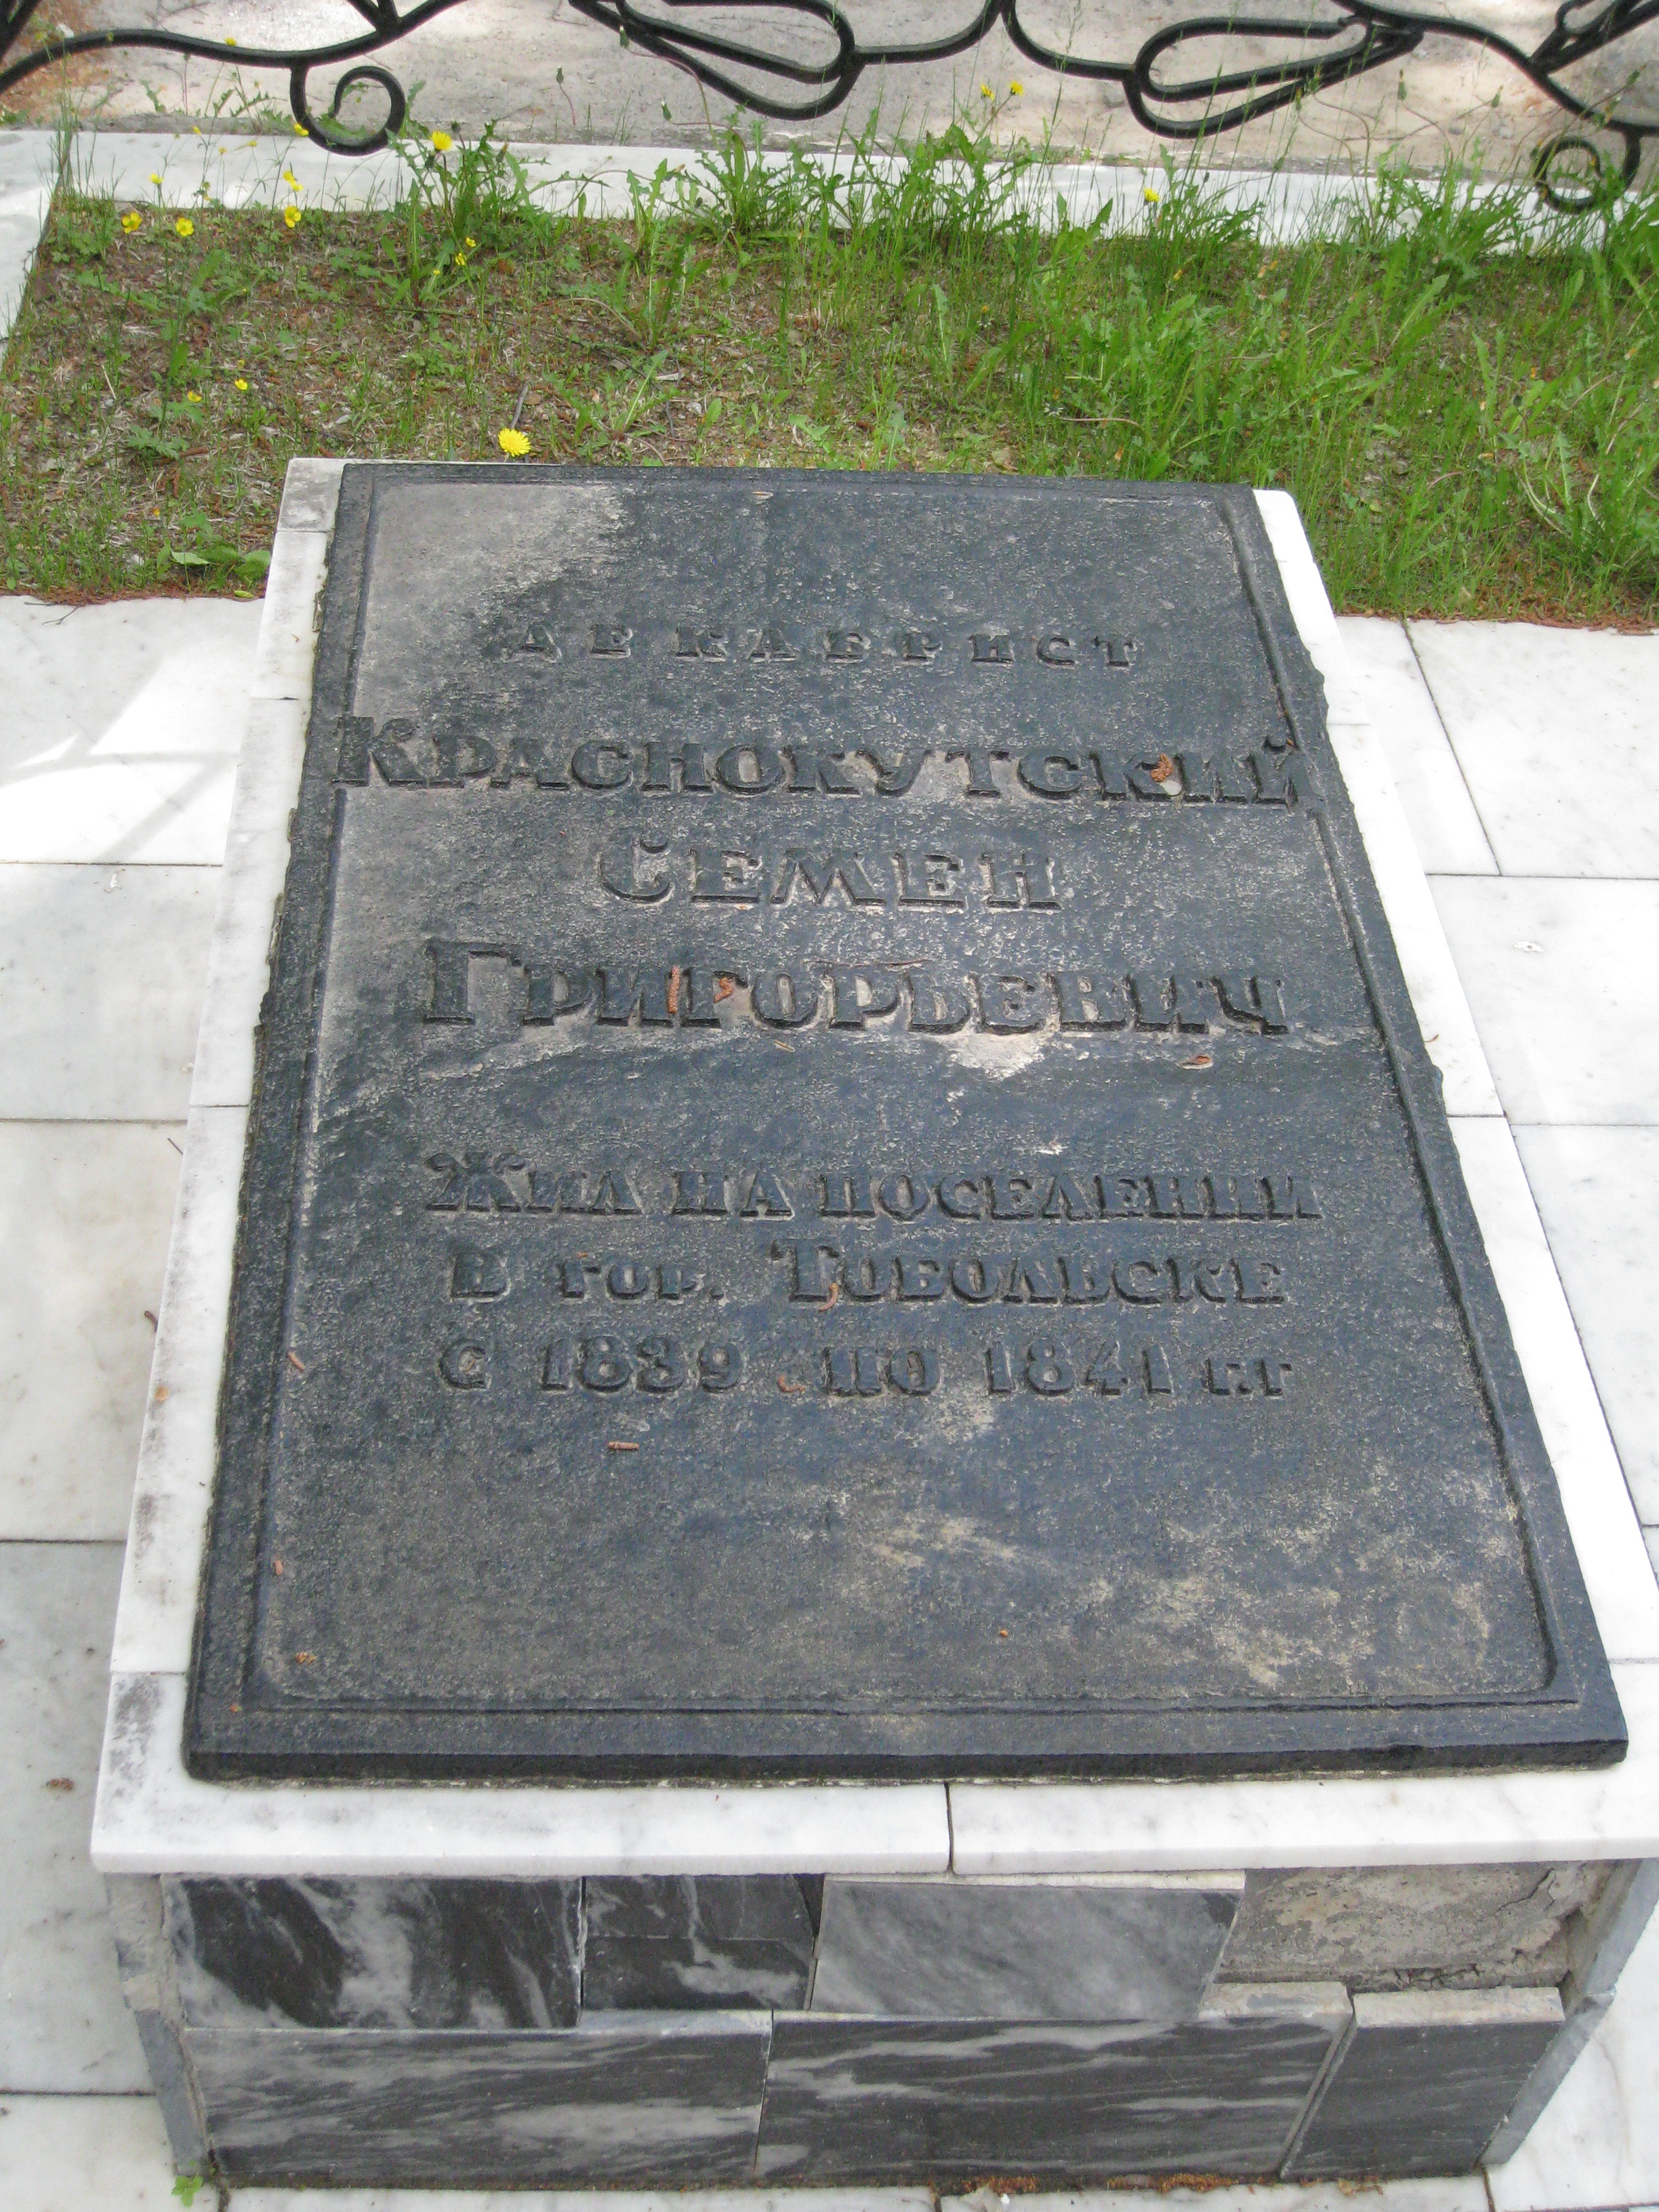 Декабрист
Краснокутский
Семен
Григорьевич
Жил на поселении
в гор. Тобольске
с 1839 по 1841 г.г